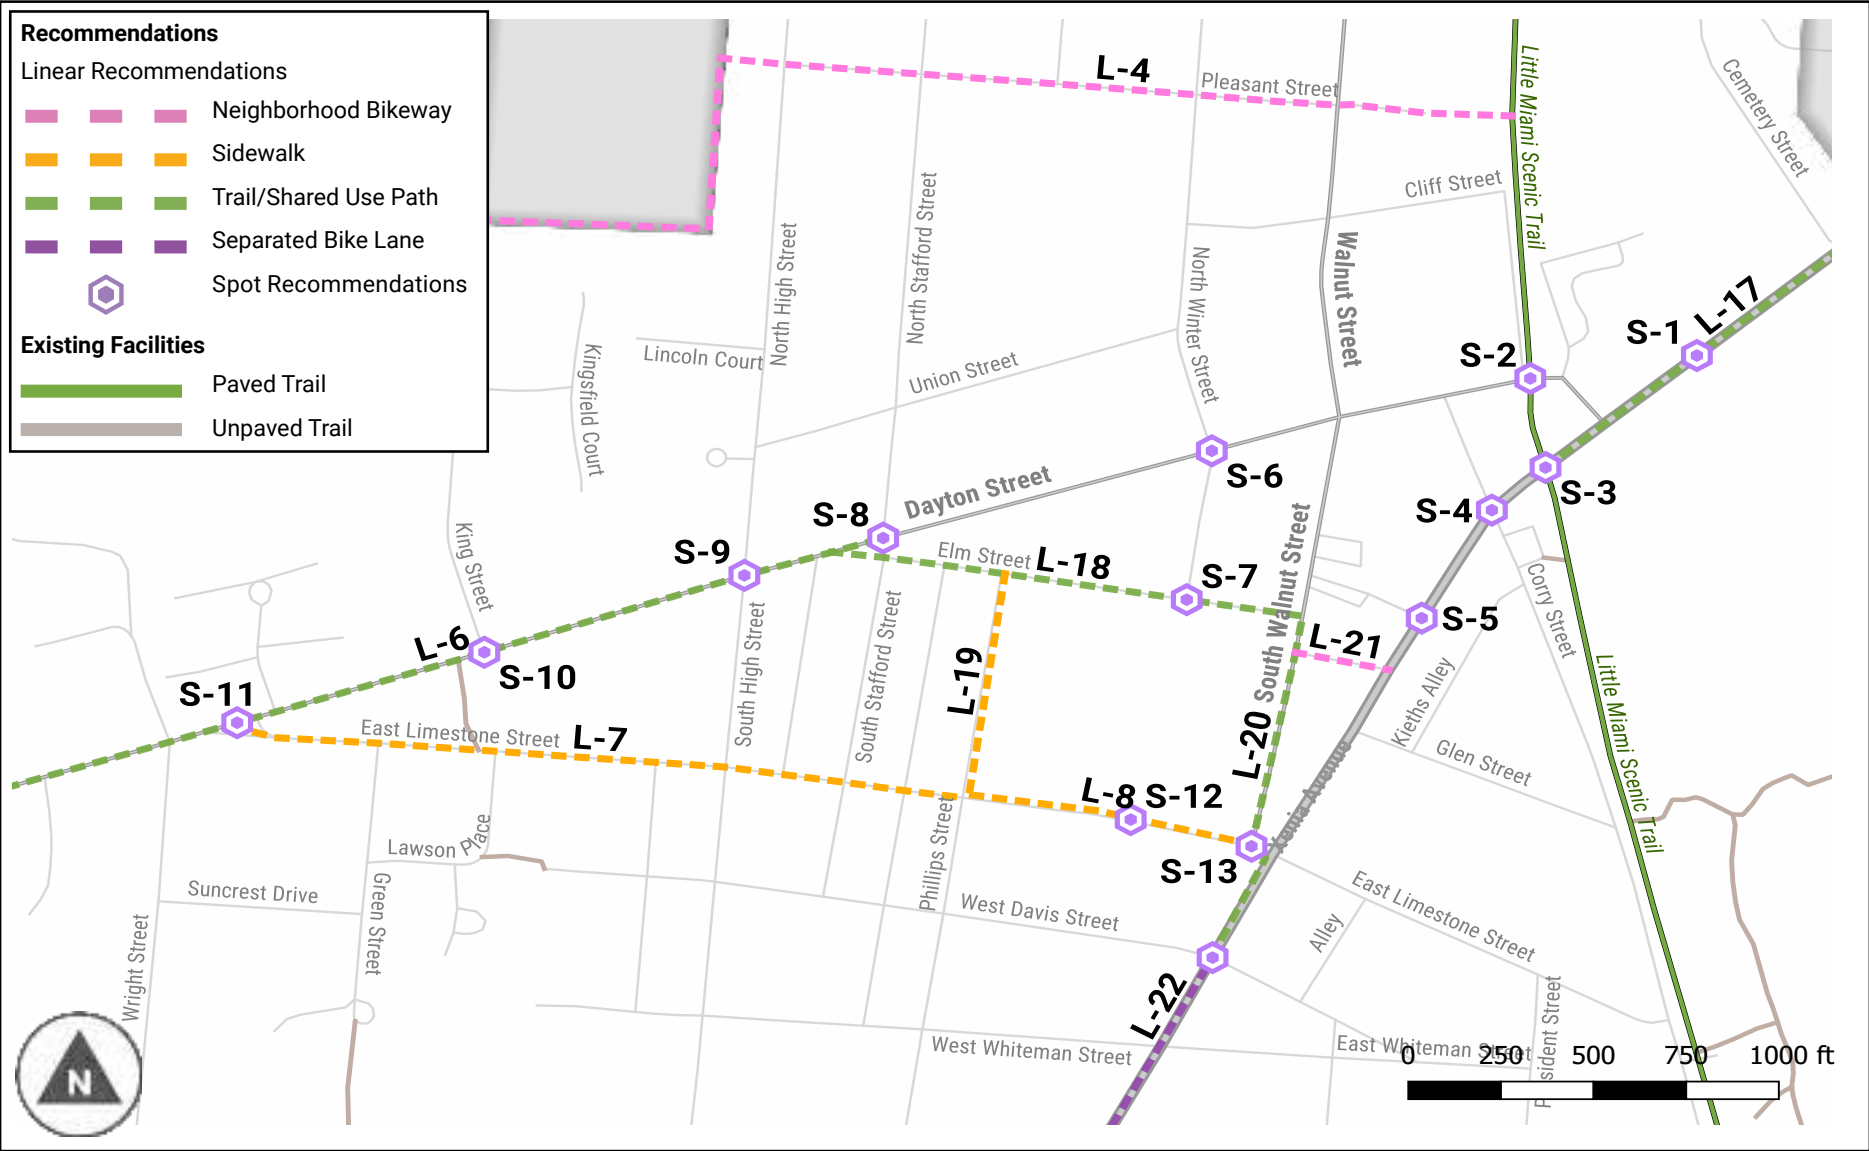 Recommendations
Linear Recommendations
Neighborhood Bikeway
Sidewalk
Trail/Shared Use Path
Separated Bike Lane
Spot Recommendations
Existing Facilities
Paved Trail
Unpaved Trail
L-4
Pleasant Street
Little Miami Scenic Trail
Cemetery Street
Cliff Street
North Stafford Street
North High Street
North Winter Street
Walnut Street
L-17
S-1
S-2
Lincoln Court
Kingsfield Court
Union Street
S-6
Dayton Street
S-3
S-4
S-8
S-9
King Street
Elm Street
L-18
S-7
South Walnut Street
S-5
Corry Street
L-21
L-6
S-10
S-11
South High Street
South Stafford Street
L-19
Kieths Alley
Little Miami Scenic Trail
East Limestone Street
L-7
L-20
Glen Street
L-8
S-12
Xenia Avenue
S-13
Phillips Street
Lawson Place
Suncrest Drive
Green Street
Wright Street
West Davis Street
East Limestone Street
Alley
L-22
West Whiteman Street
East Whiteman Street
sident Street
N
0 250 500 750 1000 ft